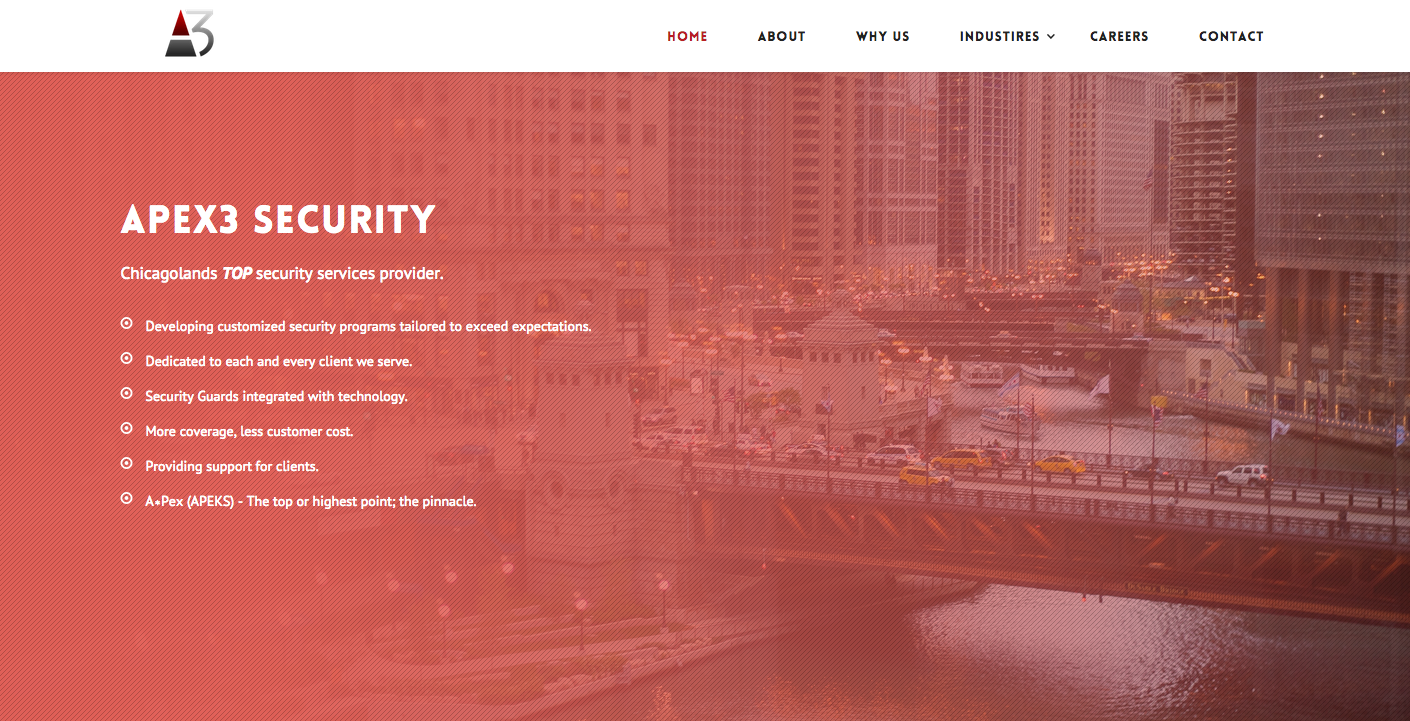 A3
HOME
ABOUT
WHY US
INDUSTIRES
CAREERS
CONTACT
APEX3 SECURITY
Chicagolands TOP security services provider.
Developing customized security programs tailored to exceed expectations.
Dedicated to each and every client we serve.
Security Guards integrated with technology.
More coverage, less customer cost.
Providing support for clients.
A*Pex (APEKS) - The top or highest point; the pinnacle.